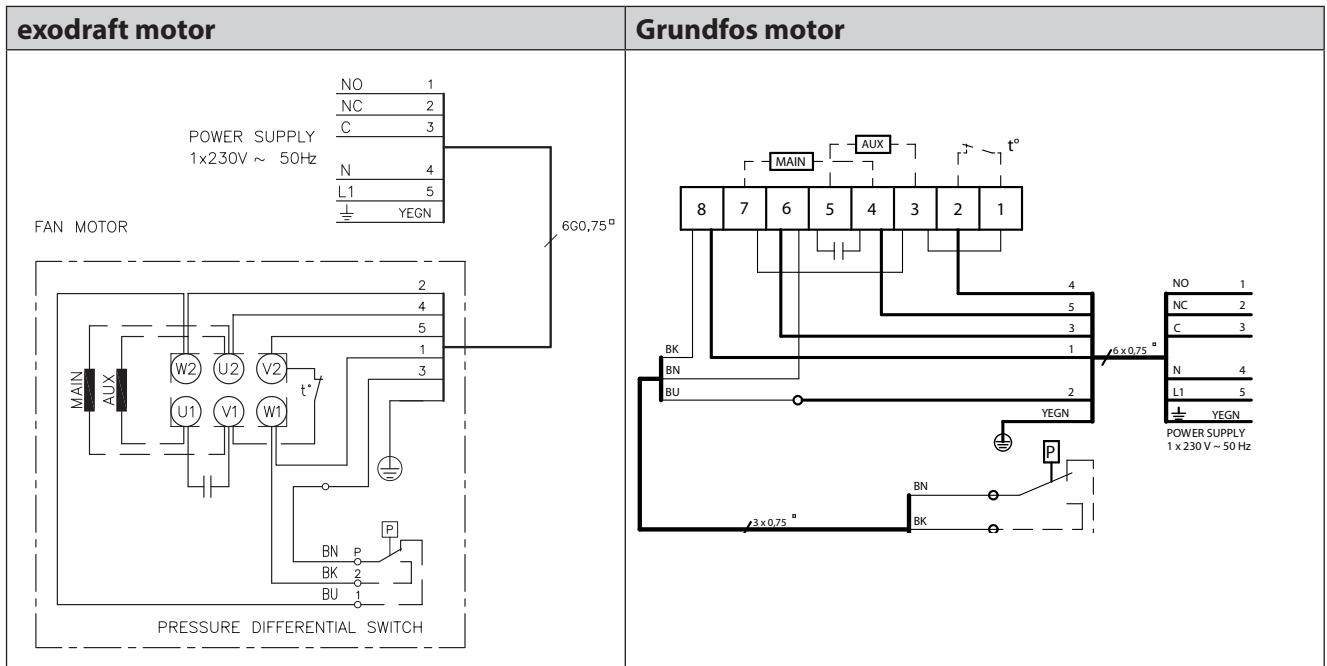 exodraft motor
NO 1
NC 2
C 3
POWER SUPPLY
1x230V ~ 50Hz
N 4
L1 5
YEGN
FAN MOTOR
6G0,75
2
4
5
1
3
W2 U2 V2
MAIN
AUX
t°
U1 V1 W1
P
BN P
BK 2
BU 1
PRESSURE DIFFERENTIAL SWITCH
Grundfos motor
AUX
MAIN
t°
8 7 6 5 4 3 2 1
4
5
3
1
2
YEGN
6 x 0,75
NO 1
NC 2
C 3
N 4
L1 5
YEGN
POWER SUPPLY
1 x 230 V ~ 50 Hz
BK
BN
BU
P
BN
BK
3 x 0,75